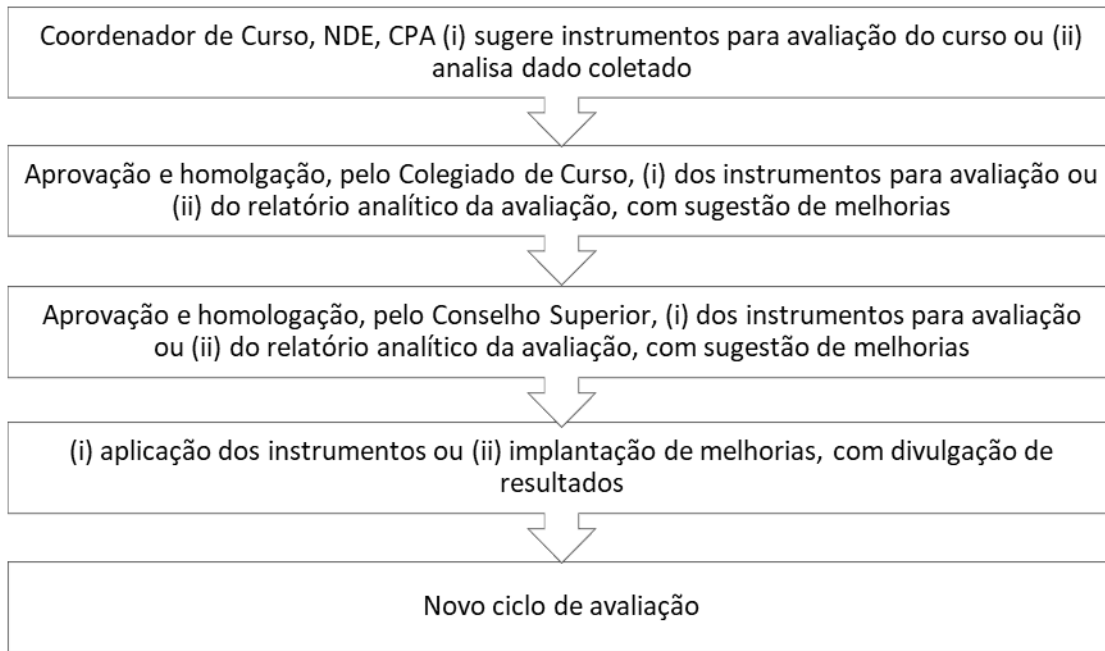 Coordenador de Curso, NDE, CPA (i) sugere instrumentos para avaliação do curso ou (ii)
analisa dado coletado
Aprovação e homolgação, pelo Colegiado de Curso, (i) dos instrumentos para avaliação ou
(ii) do relatório analítico da avaliação, com sugestão de melhorias
Aprovação e homologação, pelo Conselho Superior, (i) dos instrumentos para avaliação
ou (ii) do relatório analítico da avaliação, com sugestão de melhorias
(i) aplicação dos instrumentos ou (ii) implantação de melhorias, com divulgação de
resultados
Novo ciclo de avaliação